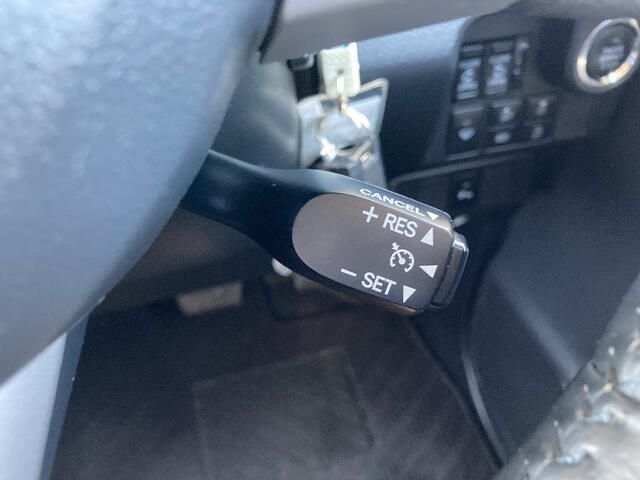 CANCEL▼
+ RES ▲
◀
− SET ▼